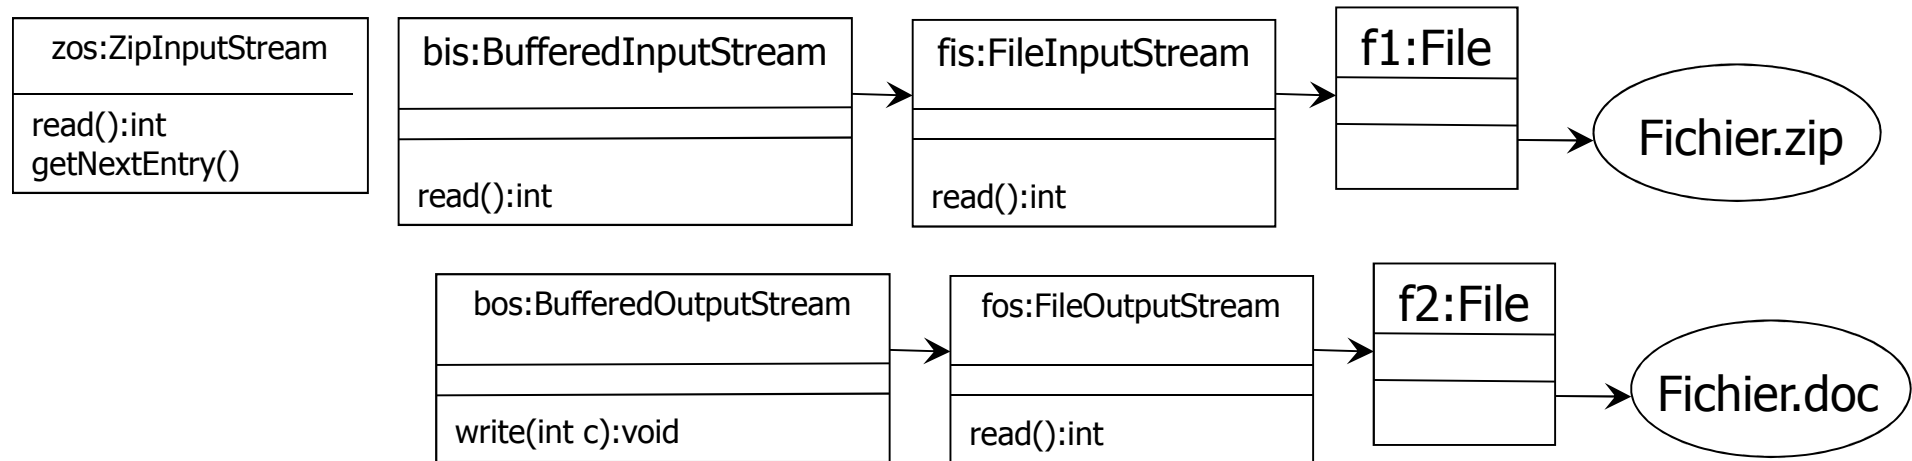 zos:ZipInputStream
read():int
getNextEntry()
bis:BufferedInputStream
read():int
fis:FileInputStream
read():int
f1:File
Fichier.zip
bos:BufferedOutputStream
write(int c):void
fos:FileOutputStream
read():int
f2:File
Fichier.doc